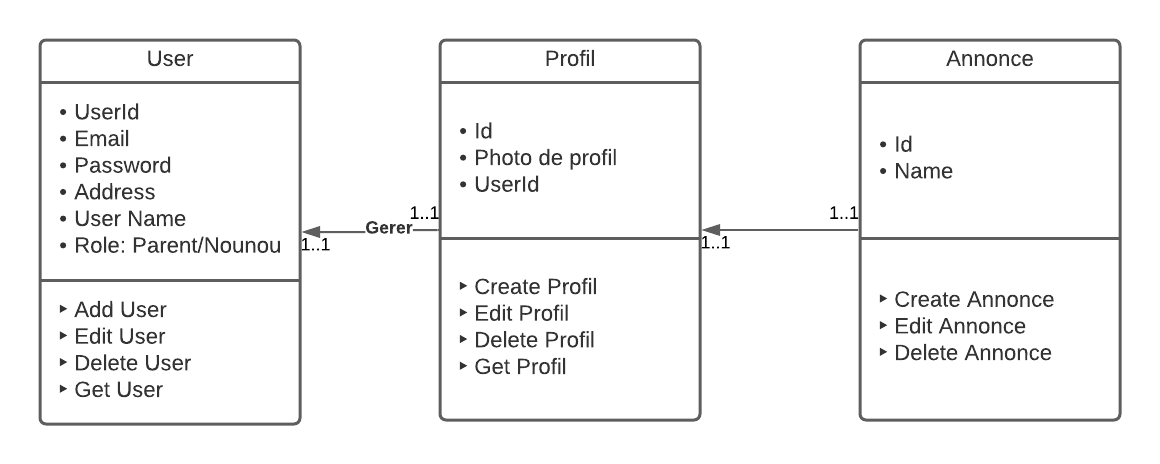 User
• UserId
• Email
• Password
• Address
• User Name
• Role: Parent/Nounou
‣ Add User
‣ Edit User
‣ Delete User
‣ Get User
1..1
Gerer
1..1
Profil
• Id
• Photo de profil
• UserId
‣ Create Profil
‣ Edit Profil
‣ Delete Profil
‣ Get Profil
1..1
1..1
Annonce
• Id
• Name
‣ Create Annonce
‣ Edit Annonce
‣ Delete Annonce